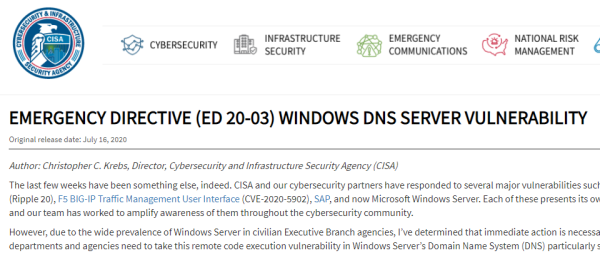 CYBERSECURITY & INFRASTRUCTURE
CISA
SECURITY AGENCY
CYBERSECURITY
INFRASTRUCTURE
SECURITY
EMERGENCY
COMMUNICATIONS
NATIONAL RISK
MANAGEMENT
EMERGENCY DIRECTIVE (ED 20-03) WINDOWS DNS SERVER VULNERABILITY
Original release date: July 16, 2020
Author: Christopher C. Krebs, Director, Cybersecurity and Infrastructure Security Agency (CISA)
The last few weeks have been something else, indeed. CISA and our cybersecurity partners have responded to several major vulnerabilities suc
(Ripple 20), F5 BIG-IP Traffic Management User Interface (CVE-2020-5902), SAP, and now Microsoft Windows Server. Each of these presents its ow
and our team has worked to amplify awareness of them throughout the cybersecurity community.
However, due to the wide prevalence of Windows Server in civilian Executive Branch agencies, I've determined that immediate action is necessa
departments and agencies need to take this remote code execution vulnerability in Windows Server's Domain Name System (DNS) particularly s